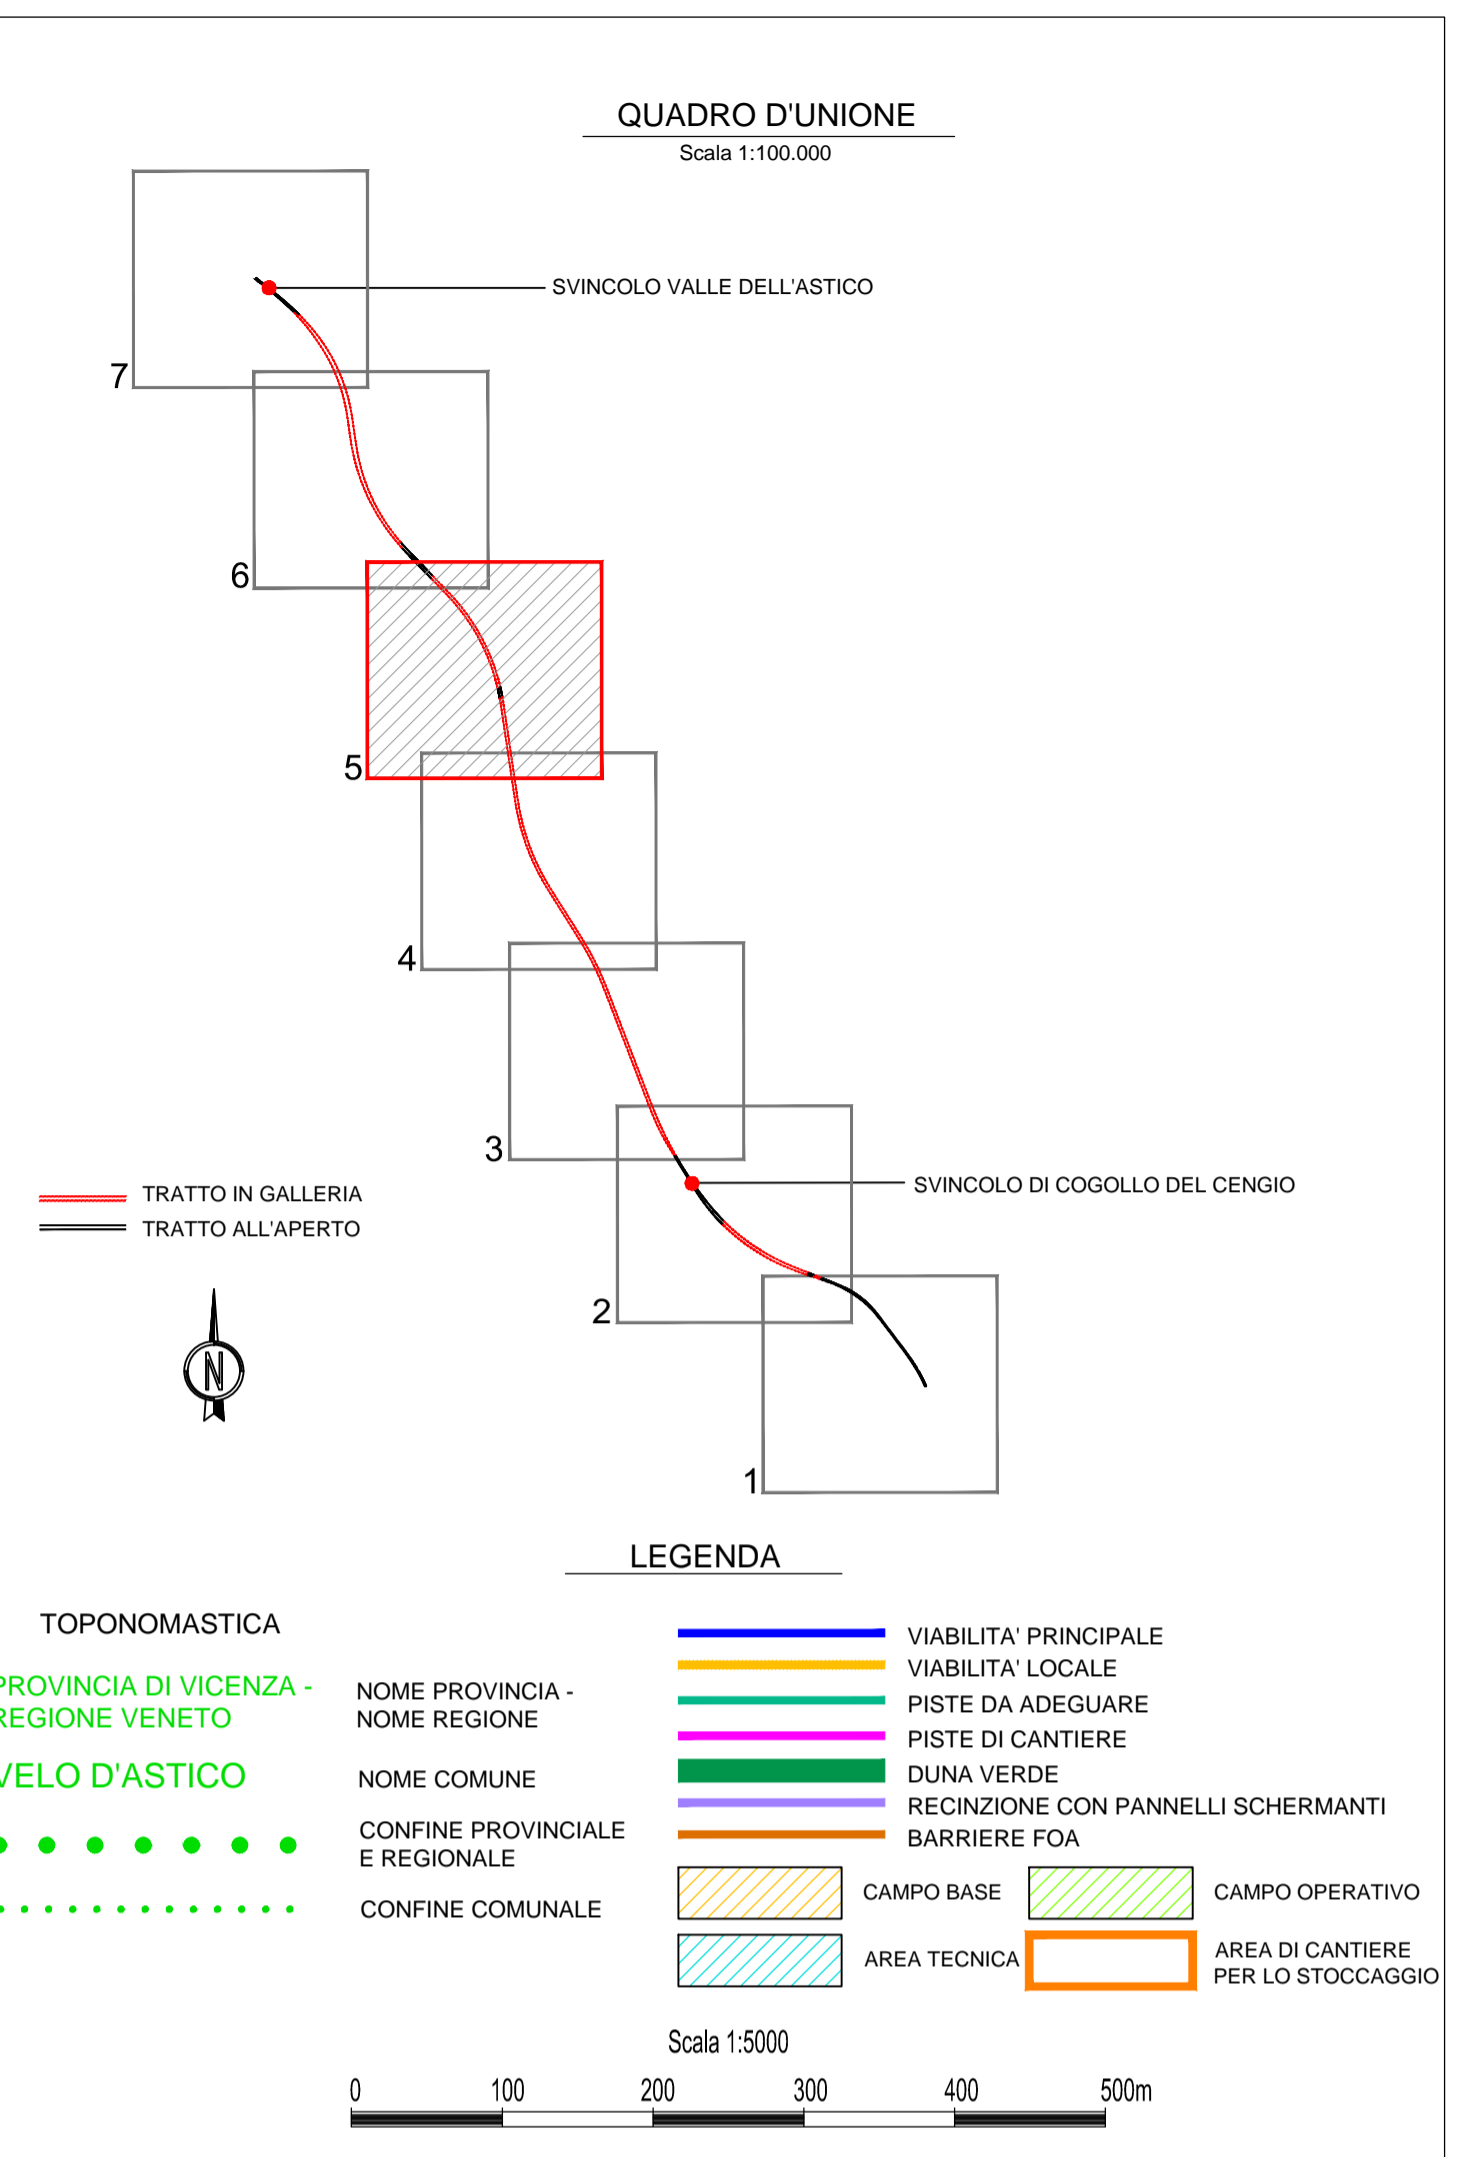 QUADRO D'UNIONE
Scala 1:100.000
SVINCOLO VALLE DELL'ASTICO
7
6
5
4
3
TRATTO IN GALLERIA
TRATTO ALL'APERTO
SVINCOLO DI COGOLLO DEL CENGIO
2
N
1
LEGENDA
TOPONOMASTICA
PROVINCIA DI VICENZA -
REGIONE VENETO
NOME PROVINCIA -
NOME REGIONE
VELO D'ASTICO
NOME COMUNE
CONFINE PROVINCIALE
E REGIONALE
CONFINE COMUNALE
VIABILITA' PRINCIPALE
VIABILITA' LOCALE
PISTE DA ADEGUARE
PISTE DI CANTIERE
DUNA VERDE
RECINZIONE CON PANNELLI SCHERMANTI
BARRIERE FOA
CAMPO BASE
CAMPO OPERATIVO
AREA TECNICA
AREA DI CANTIERE
PER LO STOCCAGGIO
Scala 1:5000
0 100 200 300 400 500m